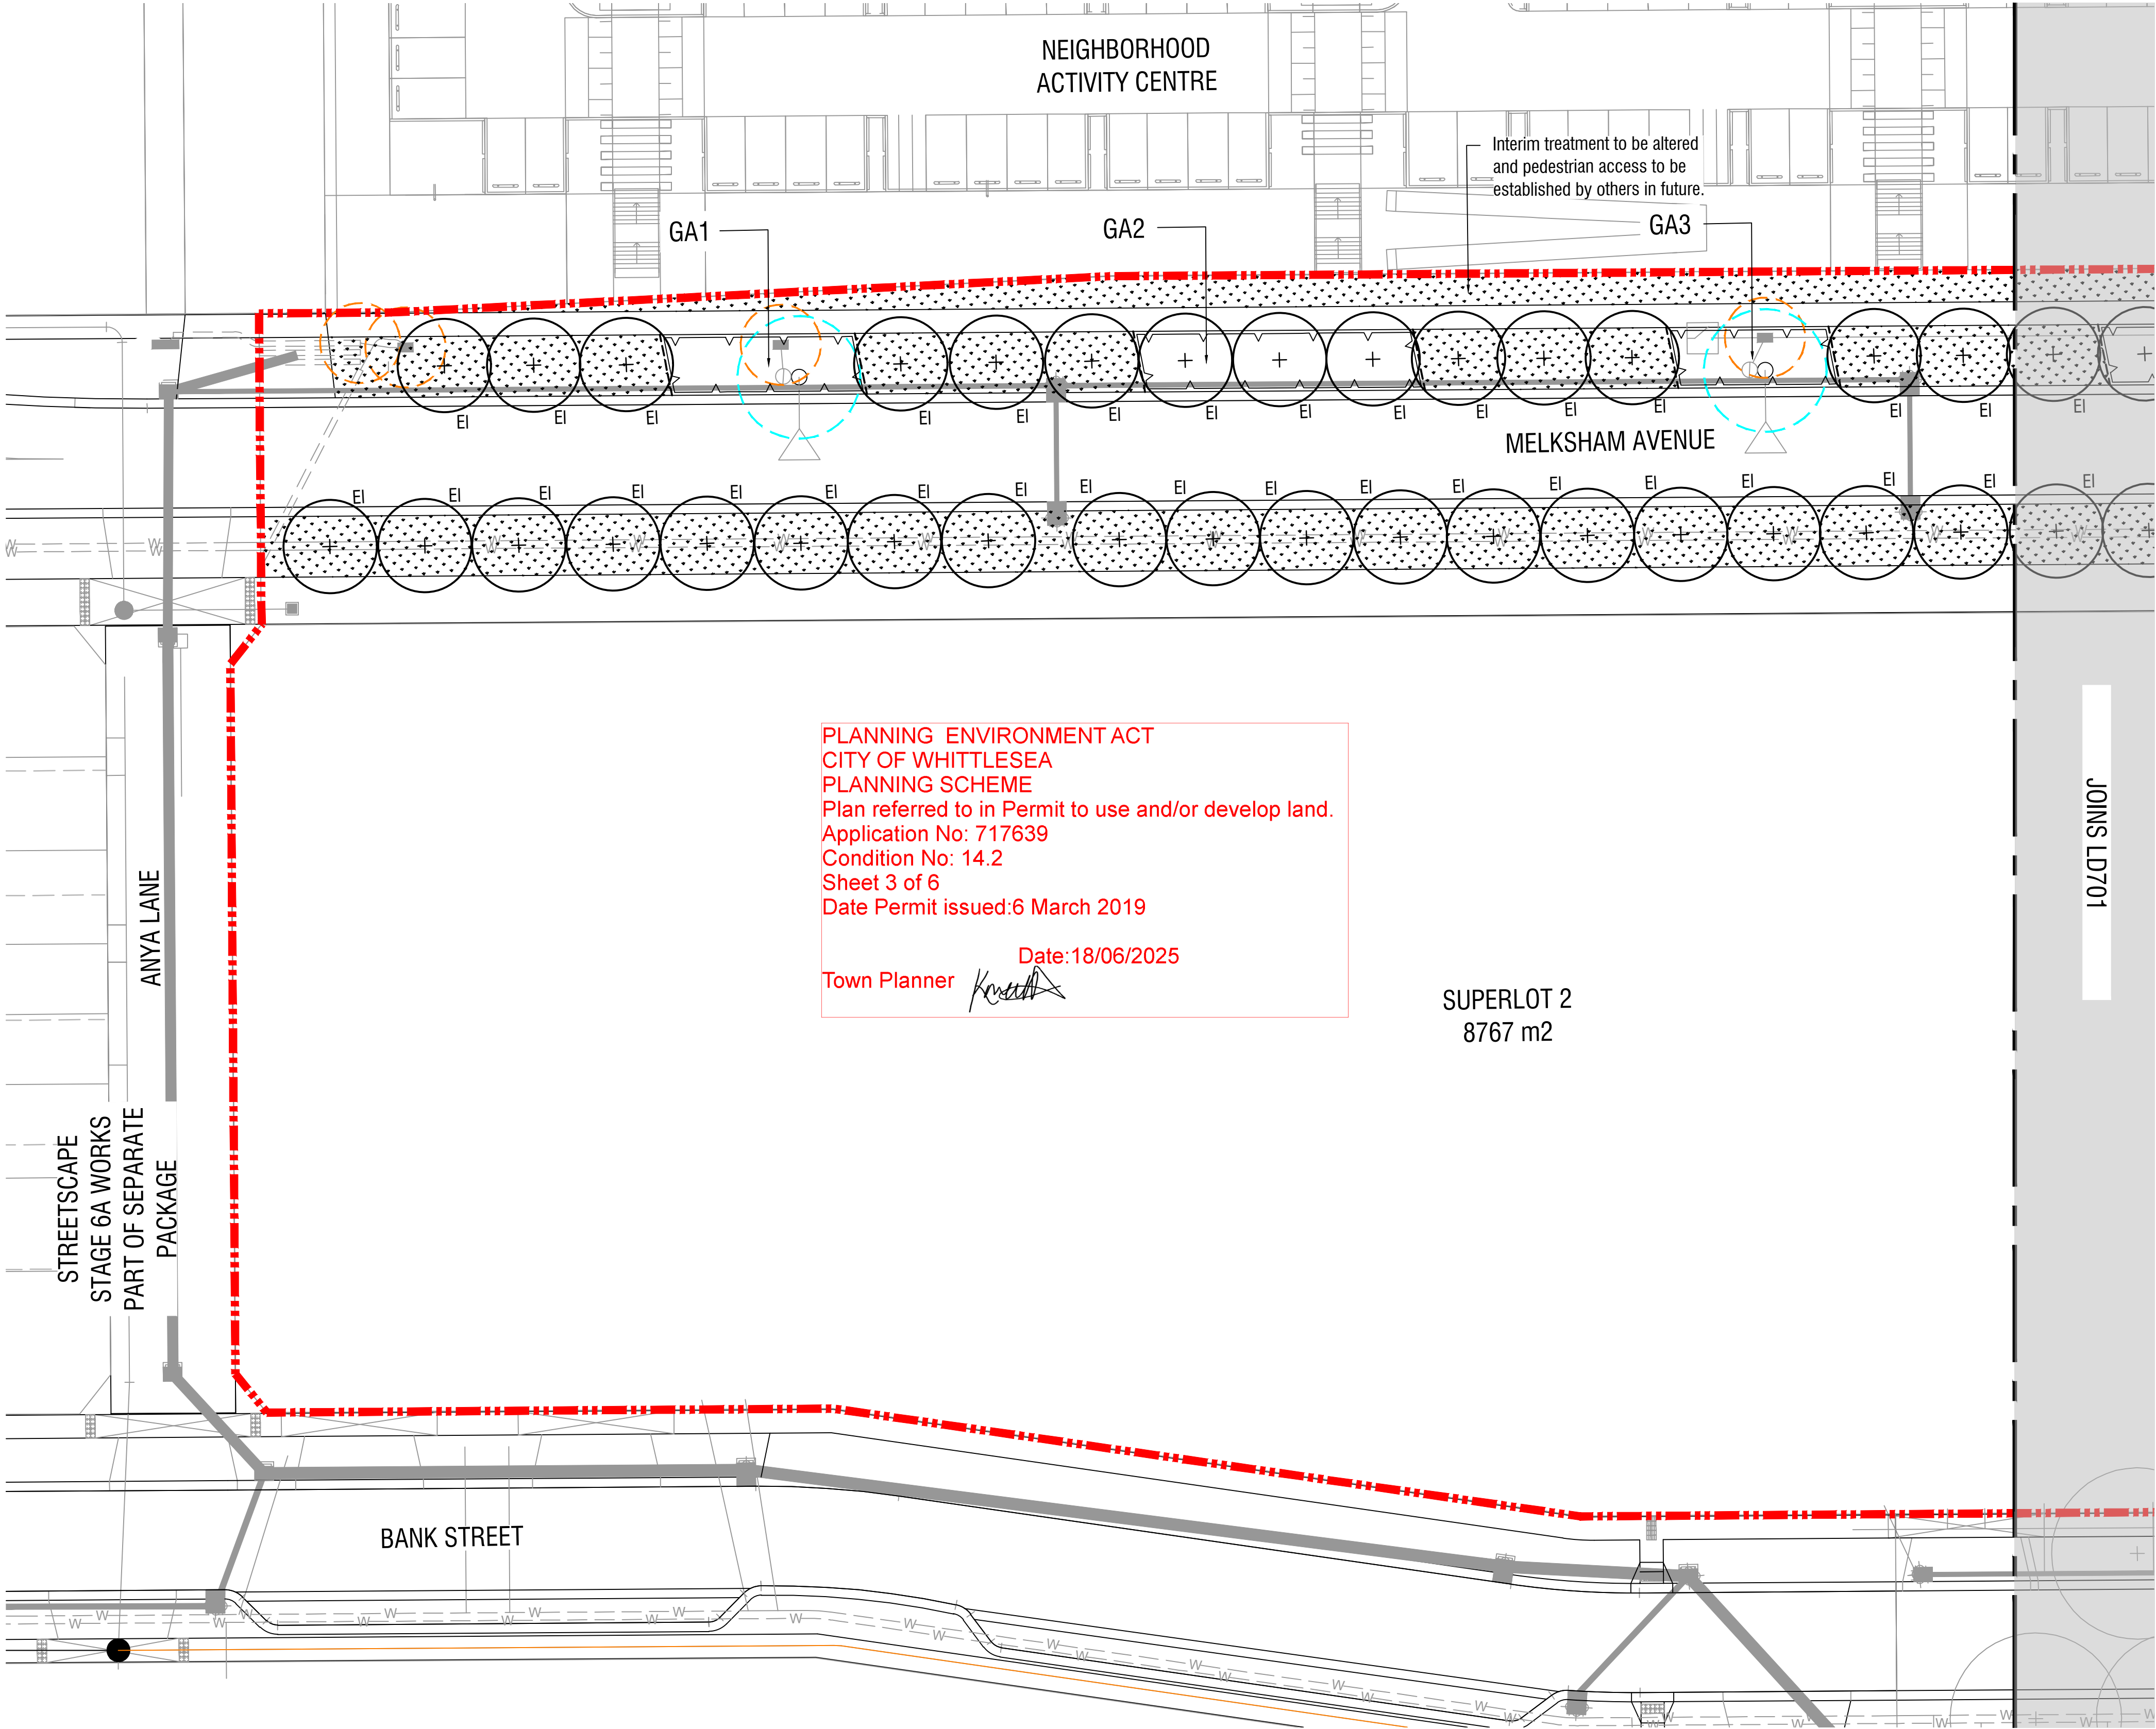 NEIGHBORHOOD
ACTIVITY CENTRE
Interim treatment to be altered
and pedestrian access to be
established by others in future.
GA1
GA2
GA3
EI EI EI EI EI EI EI EI EI EI EI EI EI EI EI
MELKSHAM AVENUE
EI EI EI EI EI EI EI EI EI EI EI EI EI EI EI EI EI EI
W W W W W W W W W W W W W W W
PLANNING  ENVIRONMENT ACT
CITY OF WHITTLESEA
PLANNING SCHEME
Plan referred to in Permit to use and/or develop land.
Application No: 717639
Condition No: 14.2
Sheet 3 of 6
Date Permit issued:6 March 2019
Date:18/06/2025
Town Planner
SUPERLOT 2
8767 m2
JOINS LD701
ANYA LANE
STREETSCAPE
STAGE 6A WORKS
PART OF SEPARATE
PACKAGE
BANK STREET
W W W W W W W W W W W W W W W W W W W W W W W W